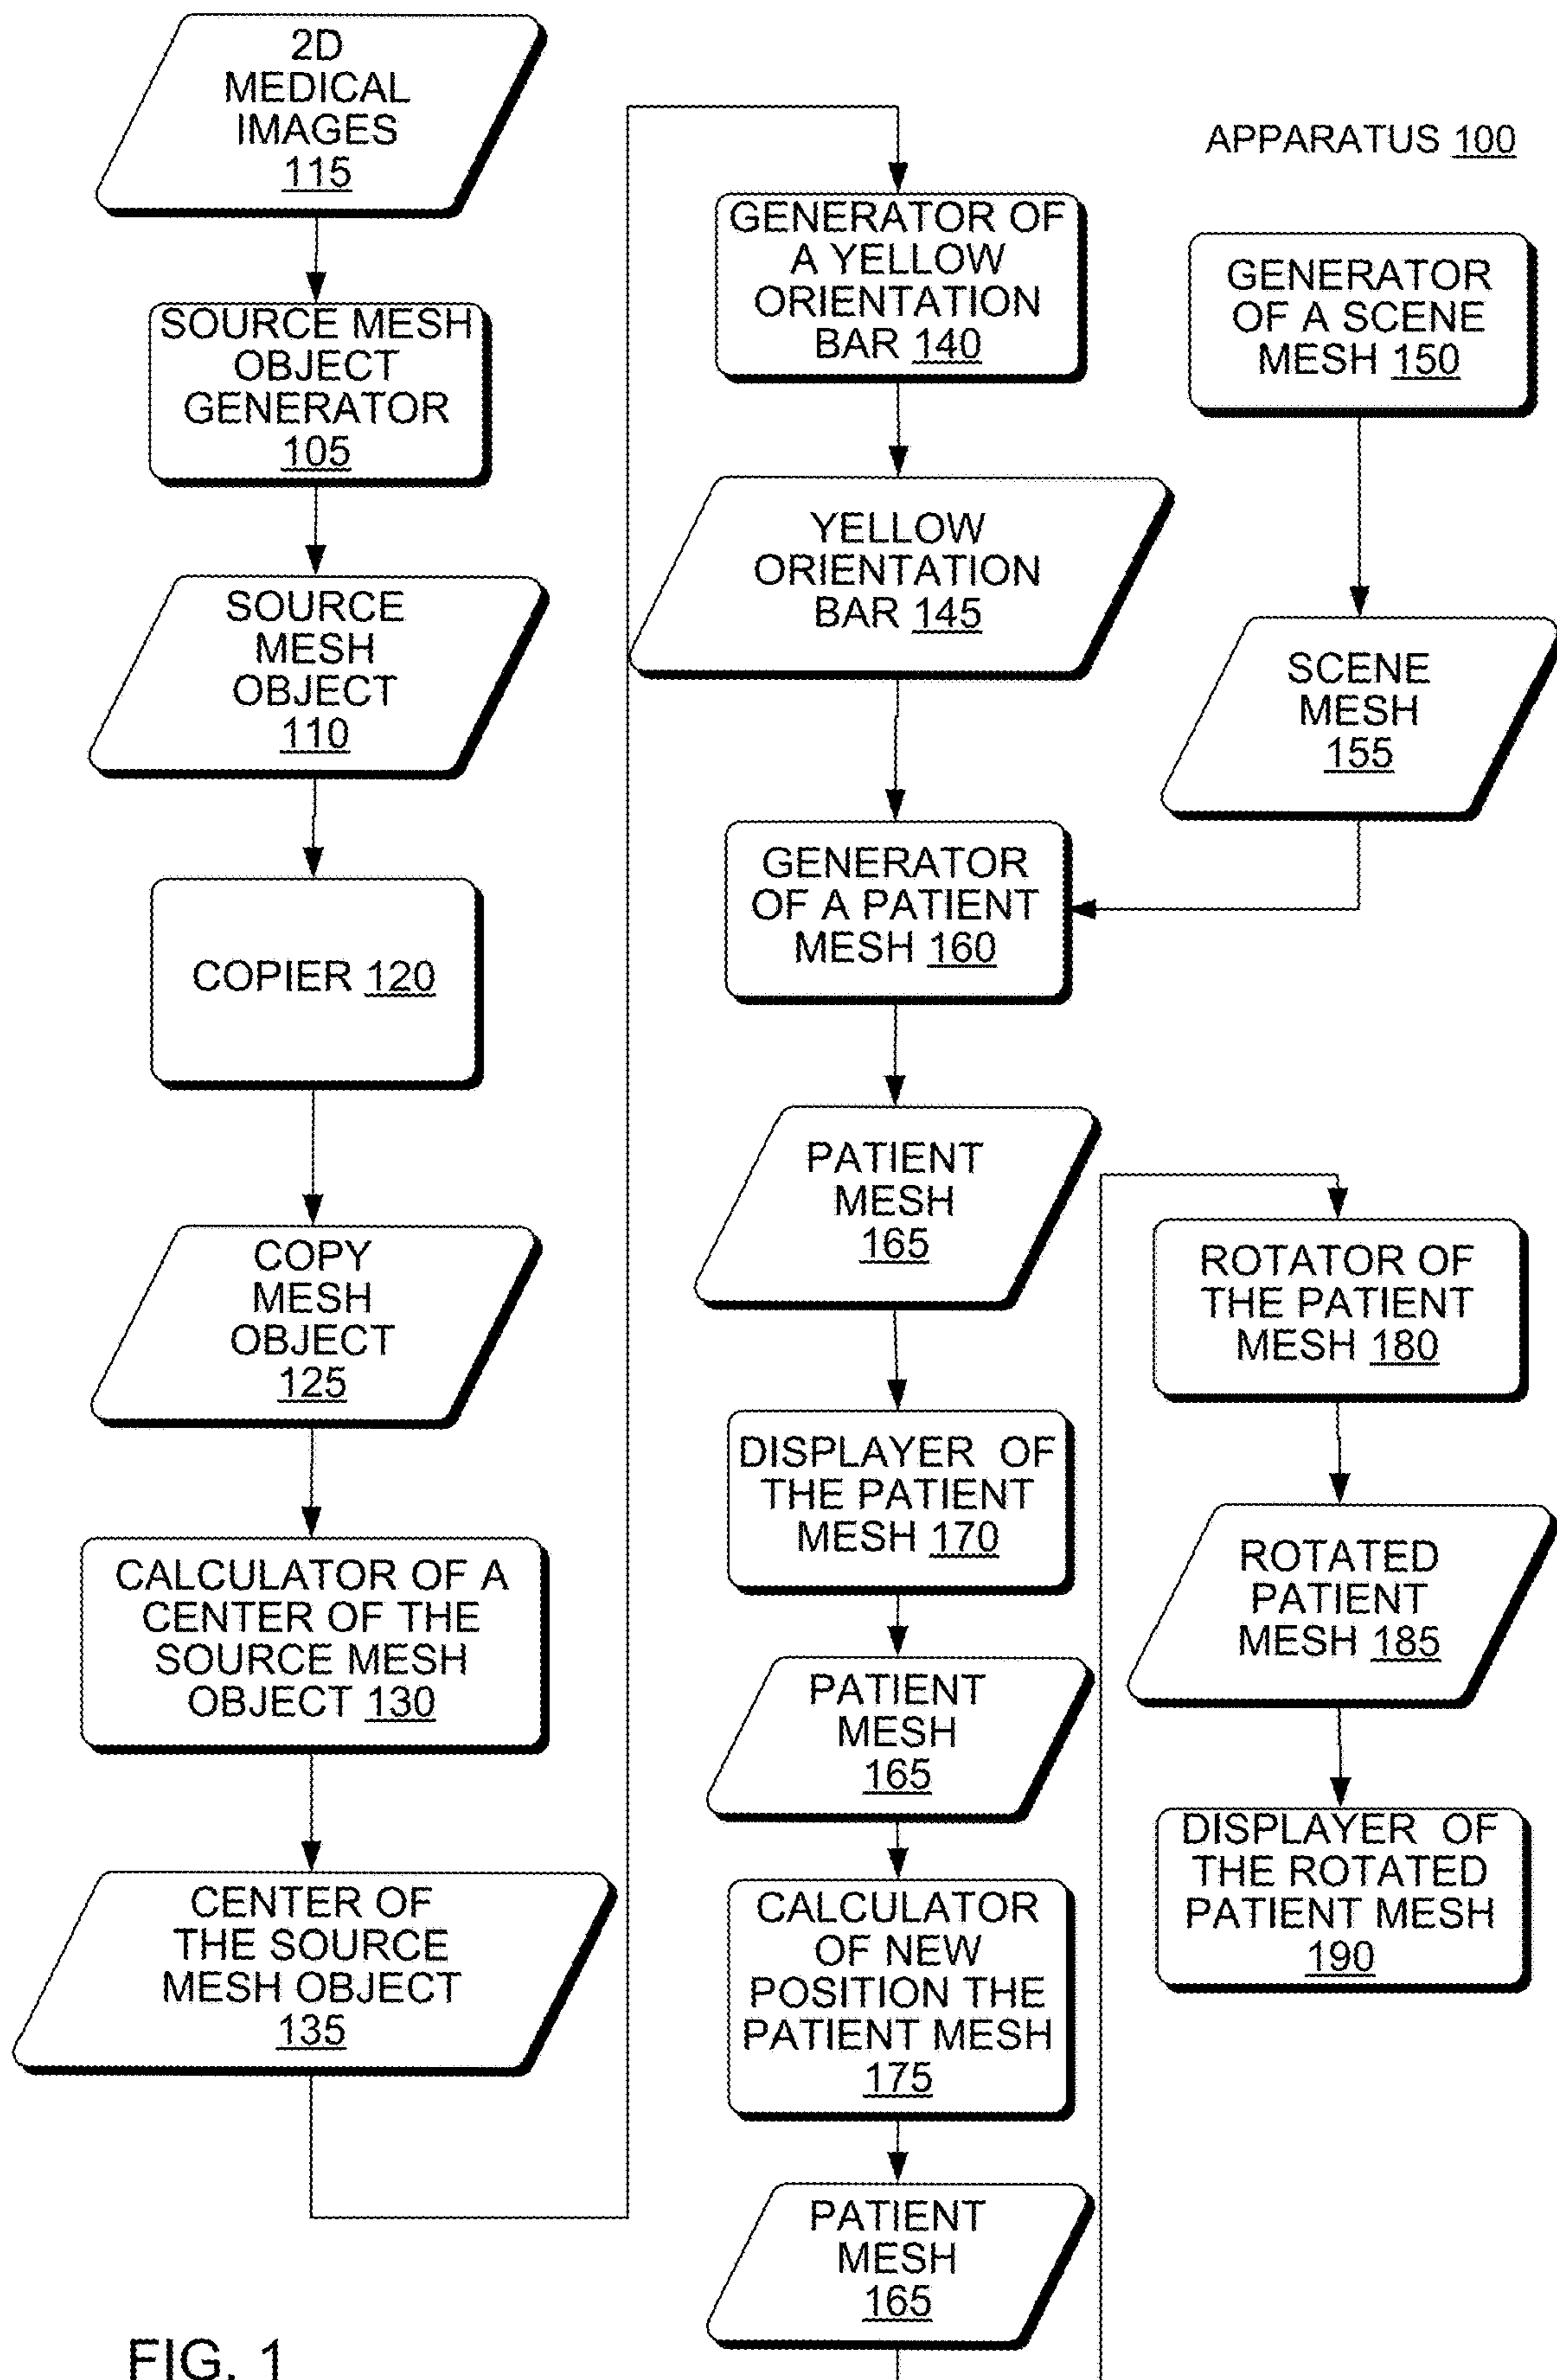 2D
MEDICAL
IMAGES
115
SOURCE MESH
OBJECT
GENERATOR
105
SOURCE
MESH
OBJECT
110
COPIER 120
COPY
MESH
OBJECT
125
CALCULATOR OF A
CENTER OF THE
SOURCE MESH
OBJECT 130
CENTER OF
THE SOURCE
MESH OBJECT
135
GENERATOR OF
A YELLOW
ORIENTATION
BAR 140
YELLOW
ORIENTATION
BAR 145
GENERATOR
OF A PATIENT
MESH 160
PATIENT
MESH
165
DISPLAYER OF
THE PATIENT
MESH 170
PATIENT
MESH
165
CALCULATOR
OF NEW
POSITION THE
PATIENT MESH
175
PATIENT
MESH
165
APPARATUS 100
GENERATOR
OF A SCENE
MESH 150
SCENE
MESH
155
ROTATOR OF
THE PATIENT
MESH 180
ROTATED
PATIENT
MESH 185
DISPLAYER OF
THE ROTATED
PATIENT MESH
190
FIG. 1